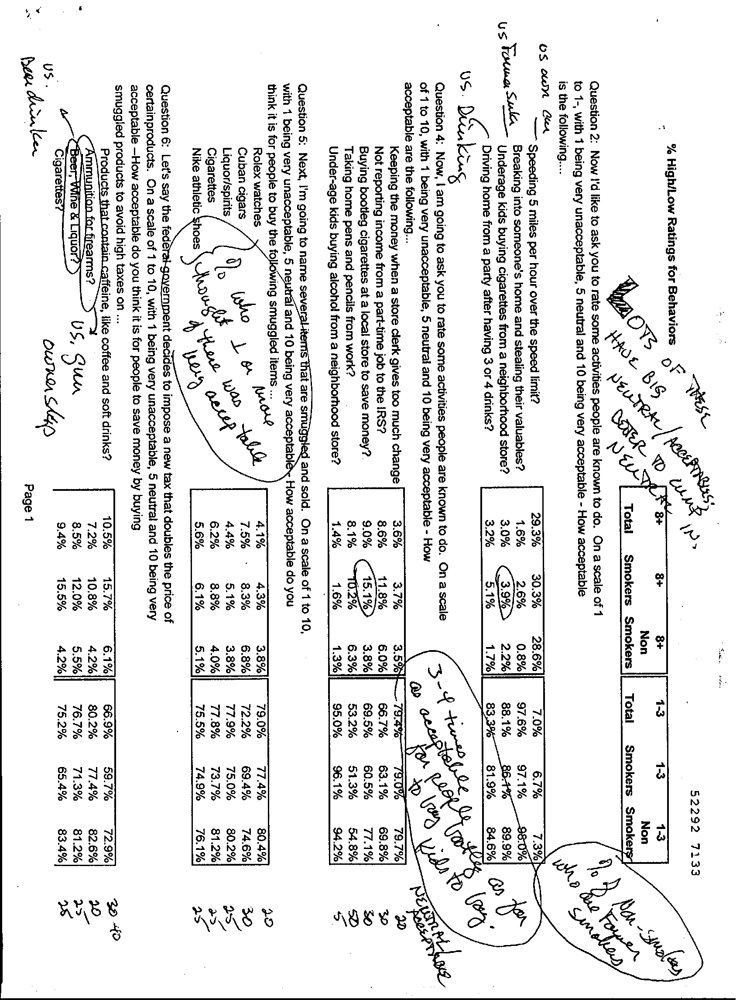 52292 7133
% High/Low Ratings for Behaviors
8+ 8+ 8+ 1-3 1-3 1-3
Non Non
Total Smokers Smokers Total Smokers Smokers
OTS OF THESE
HAVE BIG
NEUTRAL/ACCEPTABLES.
BETTER TO LUMP IN
NEUTRAL
% of Non-smokers
who are Former
smokers
Question 2: Now I'd like to ask you to rate some activities people are known to do. On a scale of 1
to 1-, with 1 being very unacceptable, 5 neutral and 10 being very acceptable - How acceptable
is the following....
US own car
Speeding 5 miles per hour over the speed limit? 29.3% 30.3% 28.6% 7.0% 6.7% 7.3%
Breaking into someone's home and stealing their valuables? 1.6% 2.6% 0.8% 97.6% 97.1% 98.0%
US Former Smkr
Underage kids buying cigarettes from a neighborhood store? 3.0% 3.9% 2.2% 88.1% 86.1% 89.9%
Driving home from a party after having 3 or 4 drinks? 3.2% 5.1% 1.7% 83.3% 81.9% 84.6%
US. Drinking
3-4 times
as acceptable
for people
to buy bootleg as for
kids to buy.
Question 4: Now, I am going to ask you to rate some activities people are known to do. On a scale
of 1 to 10, with 1 being very unacceptable, 5 neutral and 10 being very acceptable - How
acceptable are the following...
NEUTRAL/
ACCEPTABLE
Keeping the money when a store clerk gives too much change 3.6% 3.7% 3.5% 79.4% 79.0% 79.7% 20
Not reporting income from a part-time job to the IRS? 8.6% 11.8% 6.0% 66.7% 63.1% 69.8% 30
Buying bootleg cigarettes at a local store to save money? 9.0% 15.1% 3.8% 69.5% 60.5% 77.1% 30
Taking home pens and pencils from work? 8.1% 10.2% 6.3% 53.2% 51.3% 54.8% 50
Under-age kids buying alcohol from a neighborhood store? 1.4% 1.6% 1.3% 95.0% 96.1% 94.2% 5
Question 5: Next, I'm going to name several items that are smuggled and sold. On a scale of 1 to 10,
with 1 being very unacceptable, 5 neutral and 10 being very acceptable - How acceptable do you
think it is for people to buy the following smuggled items ...
Rolex watches 4.1% 4.3% 3.8% 79.0% 77.4% 80.4% 20
Cuban cigars 7.5% 8.3% 6.8% 72.2% 69.4% 74.6% 30
Liquor/spirits 4.4% 5.1% 3.8% 77.9% 75.0% 80.2% 25
Cigarettes 6.2% 8.8% 4.0% 77.8% 73.7% 81.2% 25
Nike athletic shoes 5.6% 6.1% 5.1% 75.5% 74.9% 76.1% 25
% who
thought 1 or more
of these was
very acceptable
Question 6: Let's say the federal government decides to impose a new tax that doubles the price of
certainproducts. On a scale of 1 to 10, with 1 being very unacceptable, 5 neutral and 10 being very
acceptable --How acceptable do you think it is for people to save money by buying
smuggled products to avoid high taxes on ...
Products that contain caffeine, like coffee and soft drinks? 10.5% 15.7% 6.1% 66.9% 59.7% 72.9% 30 40
Ammunition for firearms? 7.2% 10.8% 4.2% 80.2% 77.4% 82.6% 20
Beer, Wine & Liquor? 8.5% 12.0% 5.5% 76.7% 71.3% 81.2% 25
Cigarettes? 9.4% 15.5% 4.2% 75.2% 65.4% 83.4% 25
US, gun
ownership
US.
Beer drinker
Page 1